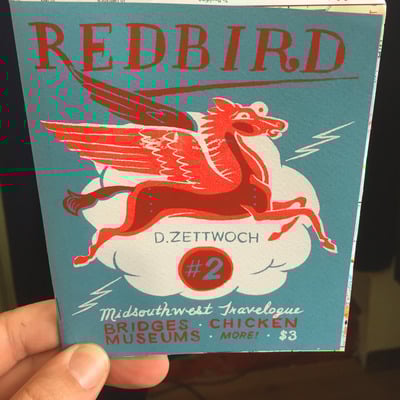 REDBIRD
D. ZETTWOCH
#2
Midsouthwest Travelogue
BRIDGES · CHICKEN
MUSEUMS · MORE! · $3